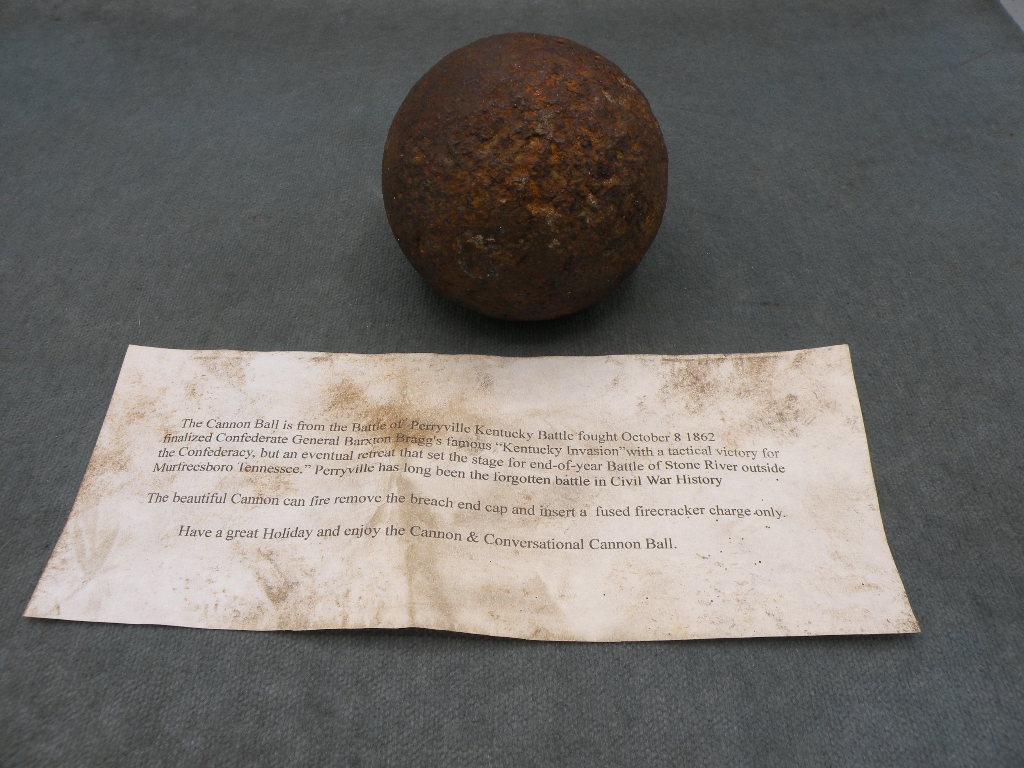 The Cannon Ball is from the Battle of Perryville Kentucky Battle fought October 8 1862
finalized Confederate General Barxton Bragg's famous "Kentucky Invasion"with a tactical victory for
the Confederacy, but an eventual retreat that set the stage for end-of-year Battle of Stone River outside
Murfreesboro Tennessee." Perryville has long been the forgotten battle in Civil War History
The beautiful Cannon can fire remove the breach end cap and insert a fused firecracker charge only.
Have a great Holiday and enjoy the Cannon & Conversational Cannon Ball.